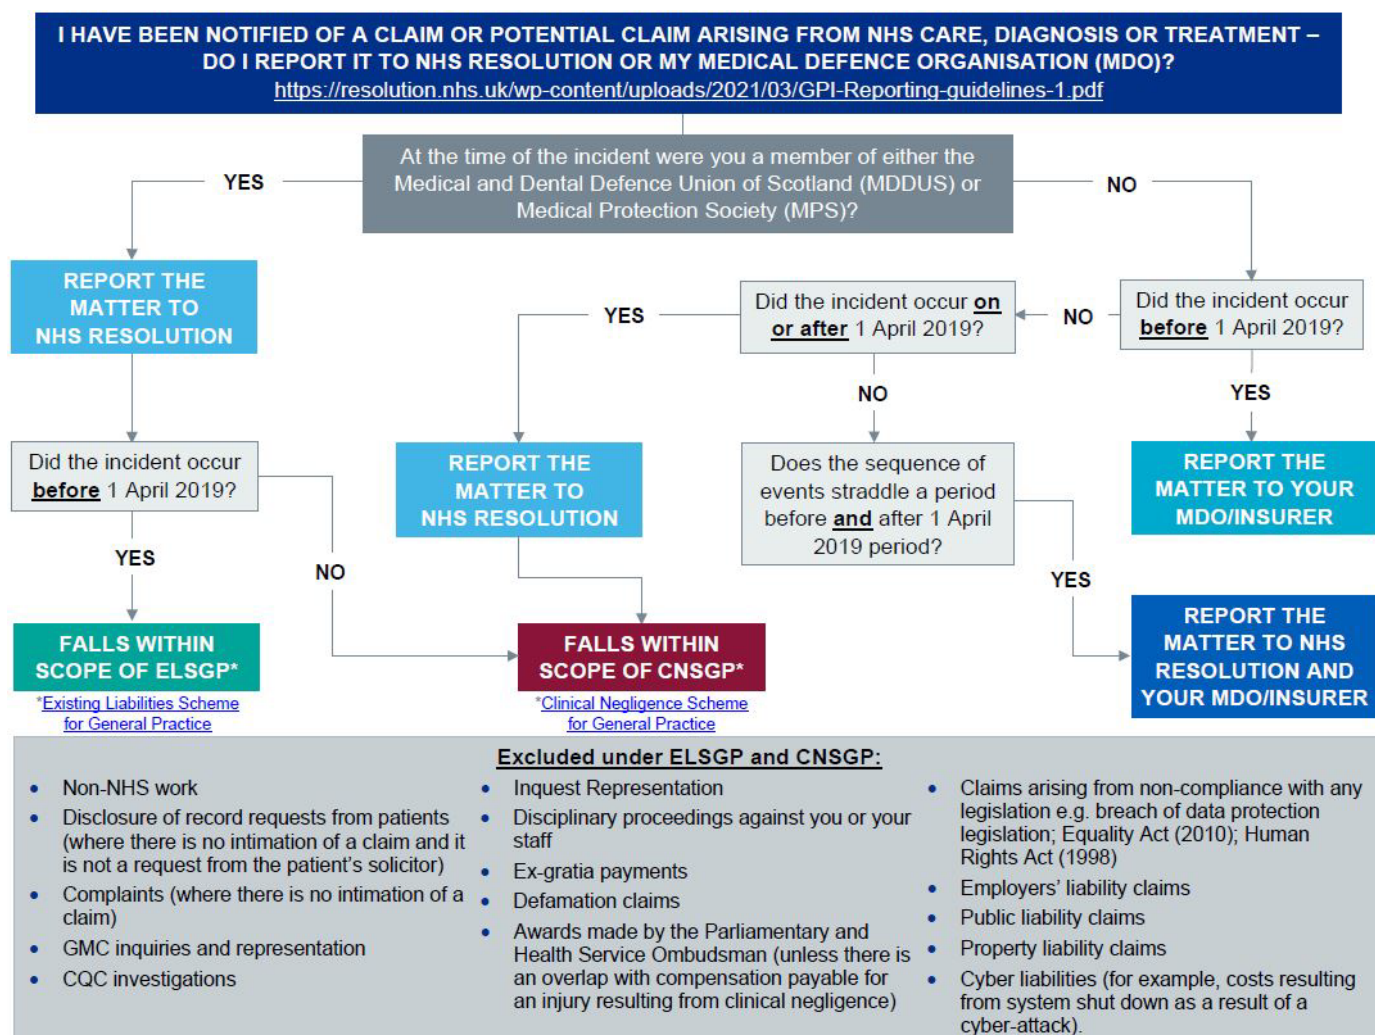 I HAVE BEEN NOTIFIED OF A CLAIM OR POTENTIAL CLAIM ARISING FROM NHS CARE, DIAGNOSIS OR TREATMENT –
DO I REPORT IT TO NHS RESOLUTION OR MY MEDICAL DEFENCE ORGANISATION (MDO)?
https://resolution.nhs.uk/wp-content/uploads/2021/03/GPI-Reporting-guidelines-1.pdf
At the time of the incident were you a member of either the
Medical and Dental Defence Union of Scotland (MDDUS) or
Medical Protection Society (MPS)?
YES
NO
REPORT THE
MATTER TO
NHS RESOLUTION
Did the incident occur on
or after 1 April 2019?
Did the incident occur
before 1 April 2019?
YES
NO
NO
YES
Did the incident occur
before 1 April 2019?
REPORT THE
MATTER TO
NHS RESOLUTION
Does the sequence of
events straddle a period
before and after 1 April
2019 period?
REPORT THE
MATTER TO YOUR
MDO/INSURER
YES
NO
YES
FALLS WITHIN
SCOPE OF ELSGP*
*Existing Liabilities Scheme
for General Practice
FALLS WITHIN
SCOPE OF CNSGP*
*Clinical Negligence Scheme
for General Practice
REPORT THE
MATTER TO NHS
RESOLUTION AND
YOUR MDO/INSURER
Excluded under ELSGP and CNSGP:
• Non-NHS work
• Disclosure of record requests from patients
(where there is no intimation of a claim and it
is not a request from the patient's solicitor)
• Complaints (where there is no intimation of a
claim)
• GMC inquiries and representation
• CQC investigations
• Inquest Representation
• Disciplinary proceedings against you or your
staff
• Ex-gratia payments
• Defamation claims
• Awards made by the Parliamentary and
Health Service Ombudsman (unless there is
an overlap with compensation payable for
an injury resulting from clinical negligence)
• Claims arising from non-compliance with any
legislation e.g. breach of data protection
legislation; Equality Act (2010); Human
Rights Act (1998)
• Employers' liability claims
• Public liability claims
• Property liability claims
• Cyber liabilities (for example, costs resulting
from system shut down as a result of a
cyber-attack).